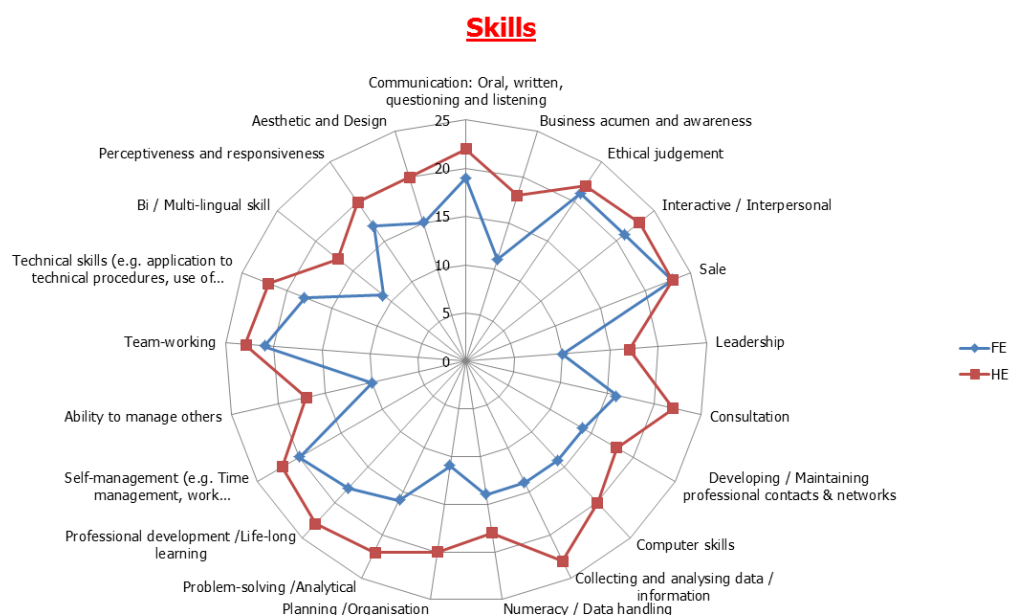 Skills
Communication: Oral, written,
questioning and listening
Business acumen and awareness
Ethical judgement
Interactive / Interpersonal
Sale
Leadership
Consultation
Developing / Maintaining
professional contacts & networks
Computer skills
Collecting and analysing data /
information
Numeracy / Data handling
Planning /Organisation
Problem-solving /Analytical
Professional development /Life-long
learning
Self-management (e.g. Time
management, work...
Ability to manage others
Team-working
Technical skills (e.g. application to
technical procedures, use of...
Bi / Multi-lingual skill
Perceptiveness and responsiveness
Aesthetic and Design
25
20
15
10
5
0
FE
HE